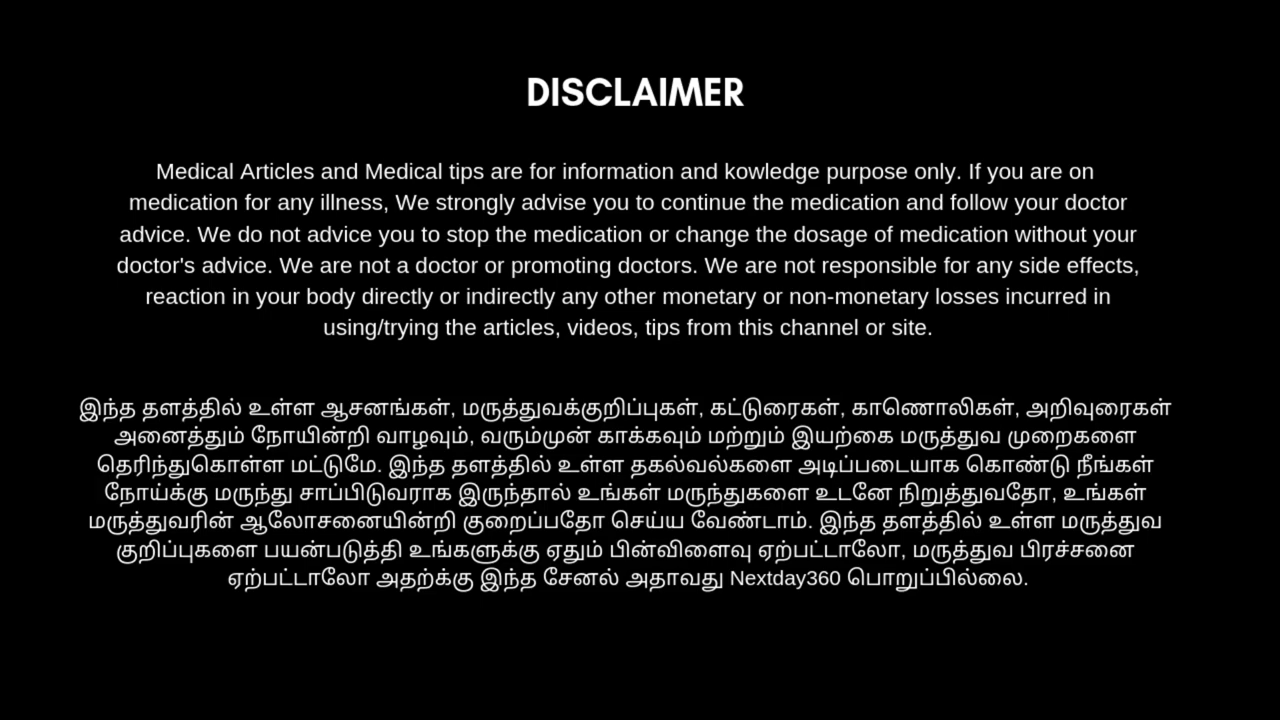 DISCLAIMER
Medical Articles and Medical tips are for information and kowledge purpose only. If you are on
medication for any illness, We strongly advise you to continue the medication and follow your doctor
advice. We do not advice you to stop the medication or change the dosage of medication without your
doctor's advice. We are not a doctor or promoting doctors. We are not responsible for any side effects,
reaction in your body directly or indirectly any other monetary or non-monetary losses incurred in
using/trying the articles, videos, tips from this channel or site.
இந்த தளத்தில் உள்ள ஆசனங்கள், மருத்துவக்குறிப்புகள், கட்டுரைகள், காணொலிகள், அறிவுரைகள்
அனைத்தும் நோயின்றி வாழவும், வரும்முன் காக்கவும் மற்றும் இயற்கை மருத்துவ முறைகளை
தெரிந்துகொள்ள மட்டுமே. இந்த தளத்தில் உள்ள தகல்வல்களை அடிப்படையாக கொண்டு நீங்கள்
நோய்க்கு மருந்து சாப்பிடுவராக இருந்தால் உங்கள் மருந்துகளை உடனே நிறுத்துவதோ, உங்கள்
மருத்துவரின் ஆலோசனையின்றி குறைப்பதோ செய்ய வேண்டாம். இந்த தளத்தில் உள்ள மருத்துவ
குறிப்புகளை பயன்படுத்தி உங்களுக்கு ஏதும் பின்விளைவு ஏற்பட்டாலோ, மருத்துவ பிரச்சனை
ஏற்பட்டாலோ அதற்க்கு இந்த சேனல் அதாவது Nextday360 பொறுப்பில்லை.